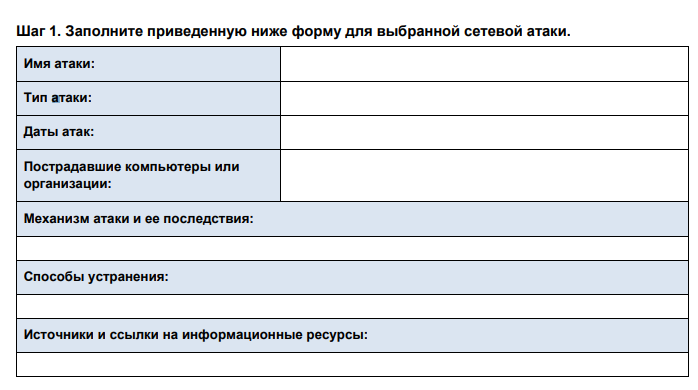 Шаг 1. Заполните приведенную ниже форму для выбранной сетевой атаки.
Имя атаки:
Тип атаки:
Даты атак:
Пострадавшие компьютеры или
организации:
Механизм атаки и ее последствия:
Способы устранения:
Источники и ссылки на информационные ресурсы: